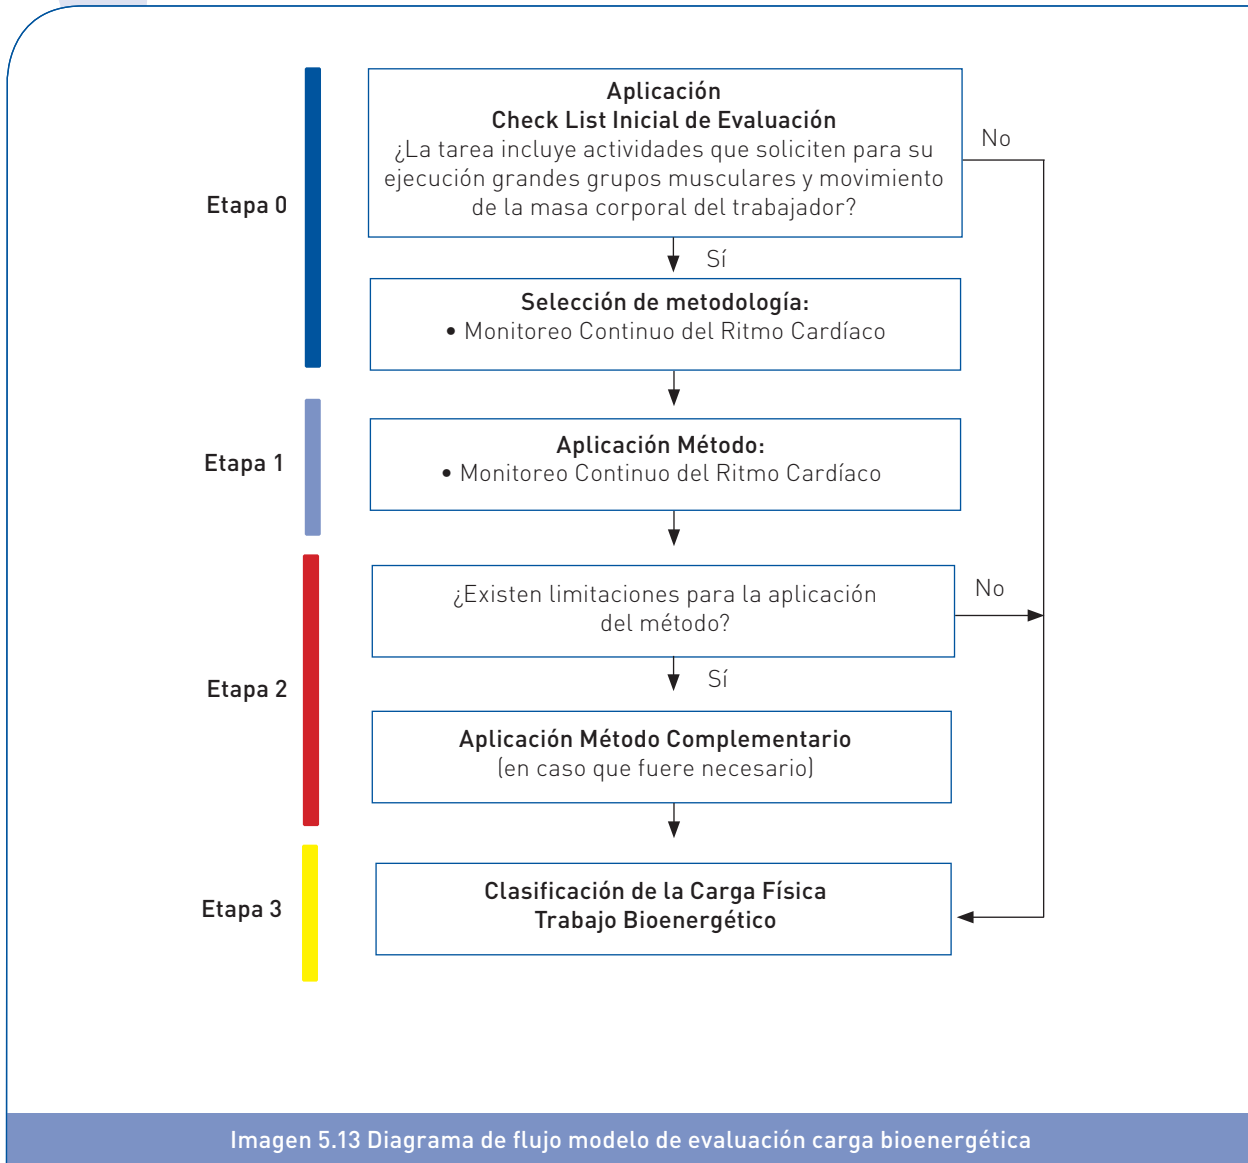 Aplicación
Check List Inicial de Evaluación
¿La tarea incluye actividades que soliciten para su
ejecución grandes grupos musculares y movimiento
de la masa corporal del trabajador?
No
Etapa 0
Sí
Selección de metodología:
• Monitoreo Continuo del Ritmo Cardíaco
Aplicación Método:
• Monitoreo Continuo del Ritmo Cardíaco
Etapa 1
¿Existen limitaciones para la aplicación
del método?
No
Sí
Etapa 2
Aplicación Método Complementario
(en caso que fuere necesario)
Clasificación de la Carga Física
Trabajo Bioenergético
Etapa 3
Imagen 5.13 Diagrama de flujo modelo de evaluación carga bioenergética